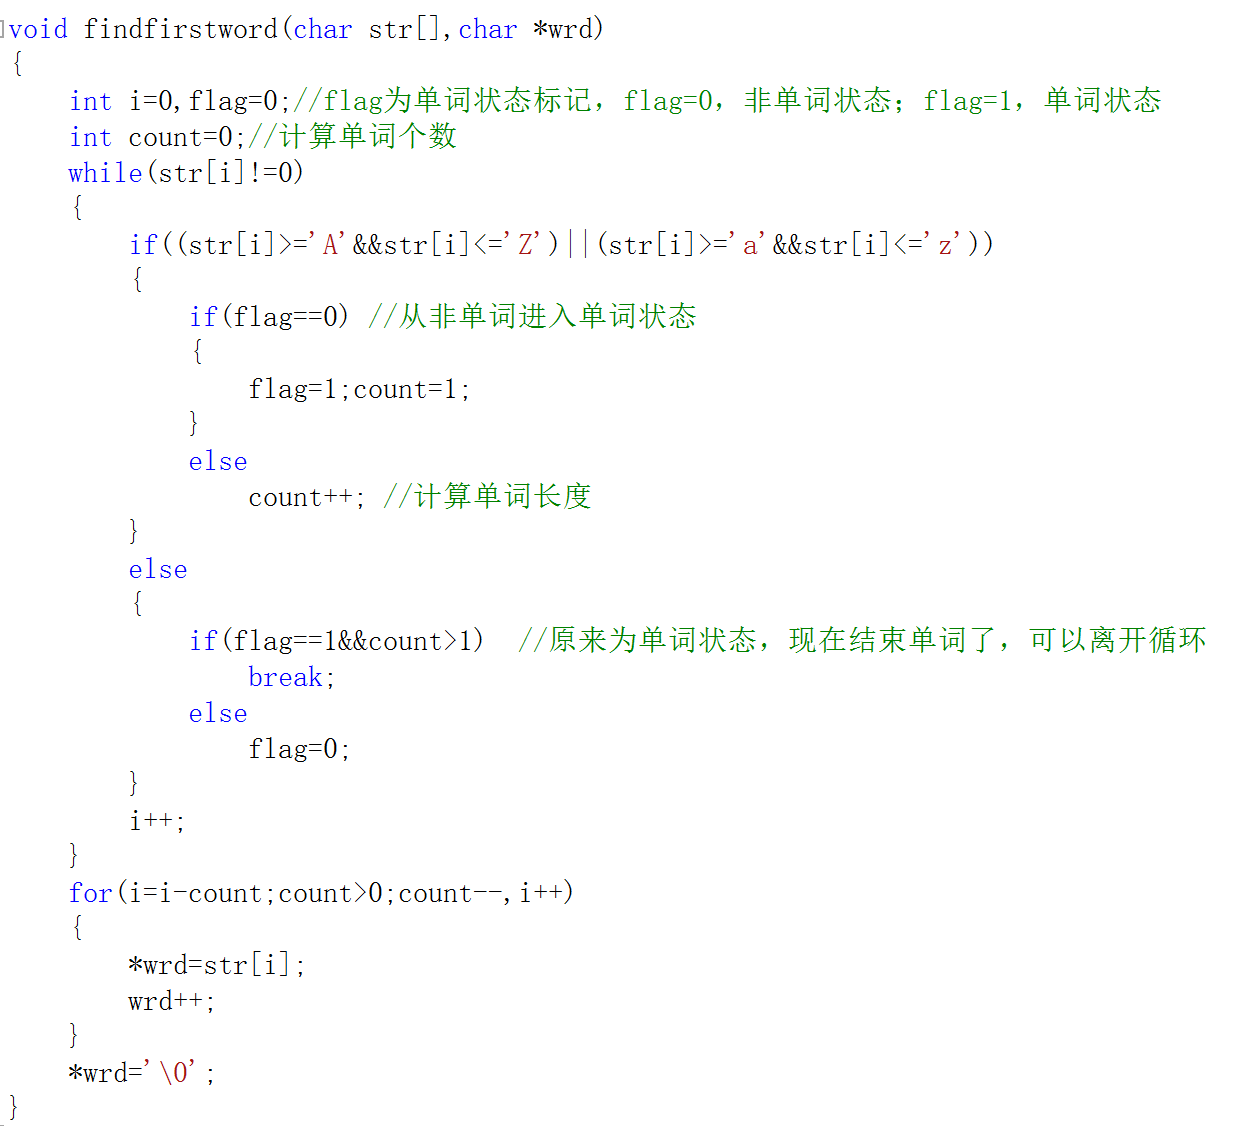 void findfirstword(char str[],char *wrd)
{
    int i=0,flag=0;//flag为单词状态标记，flag=0，非单词状态；flag=1，单词状态
    int count=0;//计算单词个数
    while(str[i]!=0)
    {
        if((str[i]>='A'&&str[i]<='Z')||(str[i]>='a'&&str[i]<='z'))
        {
            if(flag==0) //从非单词进入单词状态
            {
                flag=1;count=1;
            }
            else
                count++; //计算单词长度
        }
        else
        {
            if(flag==1&&count>1)  //原来为单词状态，现在结束单词了，可以离开循环
                break;
            else
                flag=0;
        }
        i++;
    }
    for(i=i-count;count>0;count--,i++)
    {
        *wrd=str[i];
        wrd++;
    }
    *wrd='\0';
}